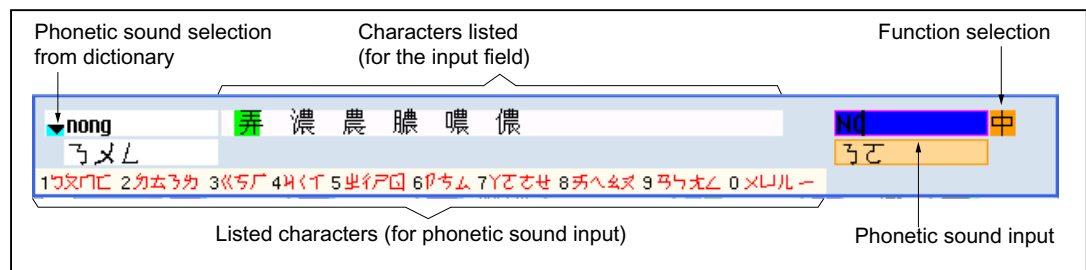 Phonetic sound selection
from dictionary
Characters listed
(for the input field)
Function selection
nong 弄 濃 農 膿 噥 儂 NO 中
ㄋㄨㄥ ㄋㄛ
1ㄅㄆㄇㄈ 2ㄉㄊㄋㄌ 3ㄍㄎㄏ 4ㄐㄑㄒ 5ㄓㄔㄕㄖ 6ㄗㄘㄙ 7ㄚㄛㄜㄝ 8ㄞㄟㄠㄡ 9ㄢㄣㄤㄥ 0ㄨㄩㄦㄧ
Listed characters (for phonetic sound input)
Phonetic sound input